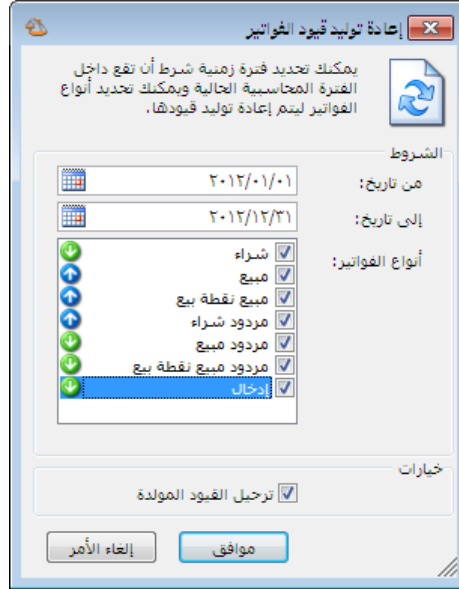 إعادة توليد قيود الفواتير
يمكنك تحديد فترة زمنية شرط أن تقع داخل
الفترة المحاسبية الحالية ويمكنك تحديد أنواع
الفواتير ليتم إعادة توليد قيودها.
الشروط
من تاريخ: ٢٠١٢/٠١/٠١
إلى تاريخ: ٢٠١٢/١٢/٣١
أنواع الفواتير:
شراء
مبيع
مبيع نقطة بيع
مردود شراء
مردود مبيع
مردود مبيع نقطة بيع
إدخال
خيارات
ترحيل القيود المولدة
موافق
إلغاء الأمر